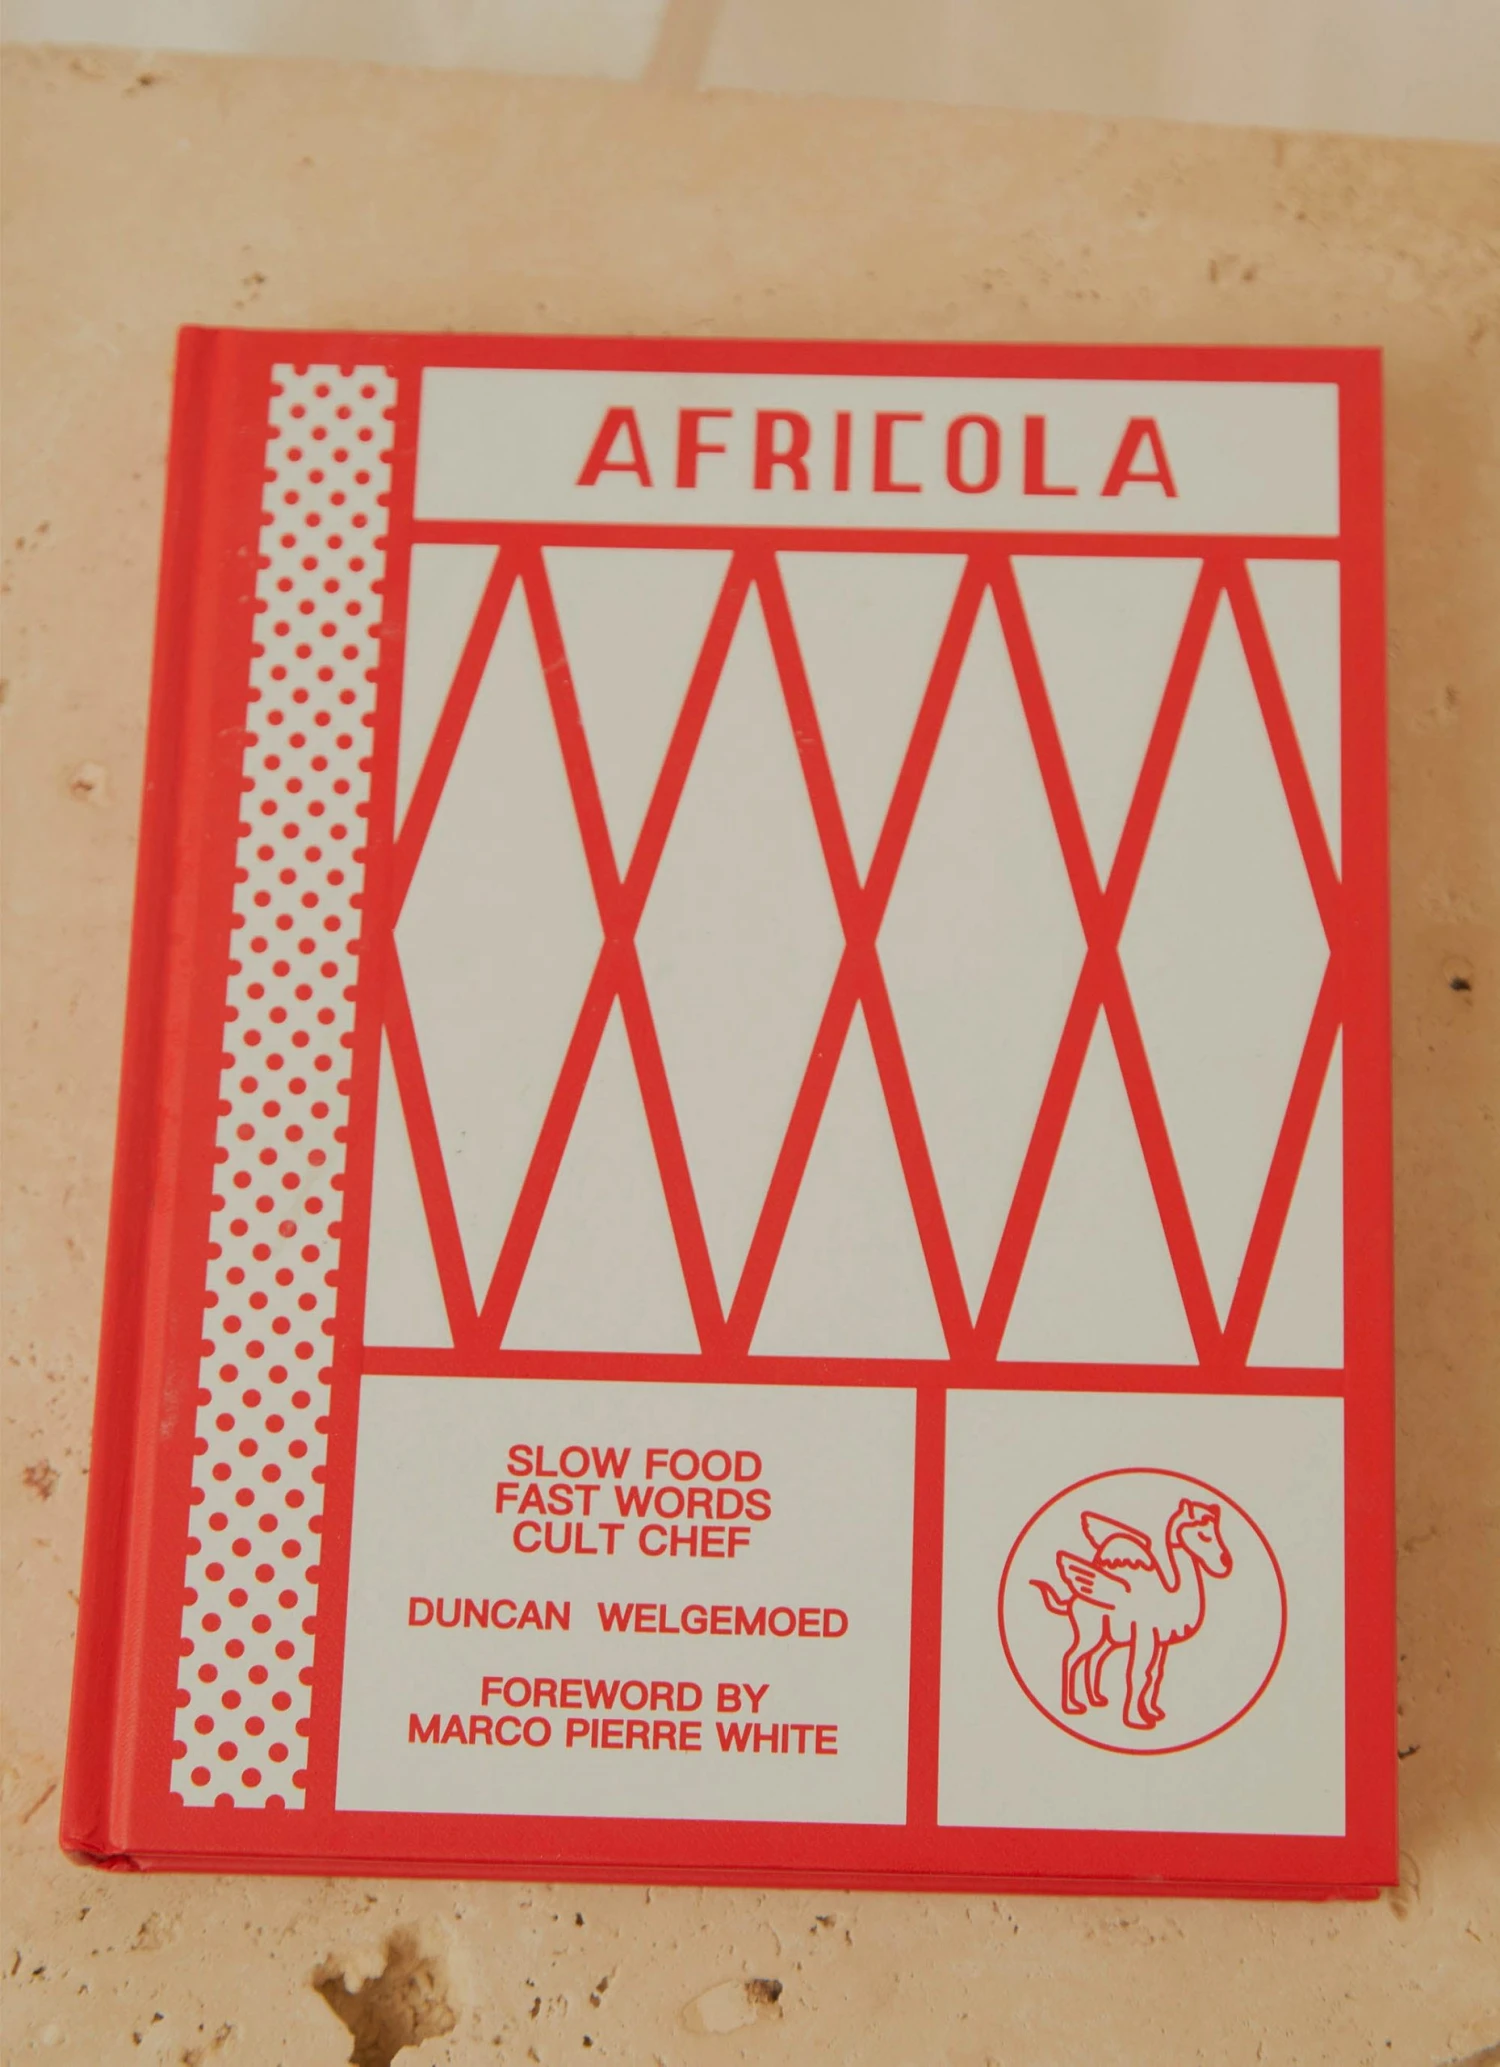 AFRICOLA
SLOW FOOD
FAST WORDS
CULT CHEF
DUNCAN WELGEMOED
FOREWORD BY
MARCO PIERRE WHITE